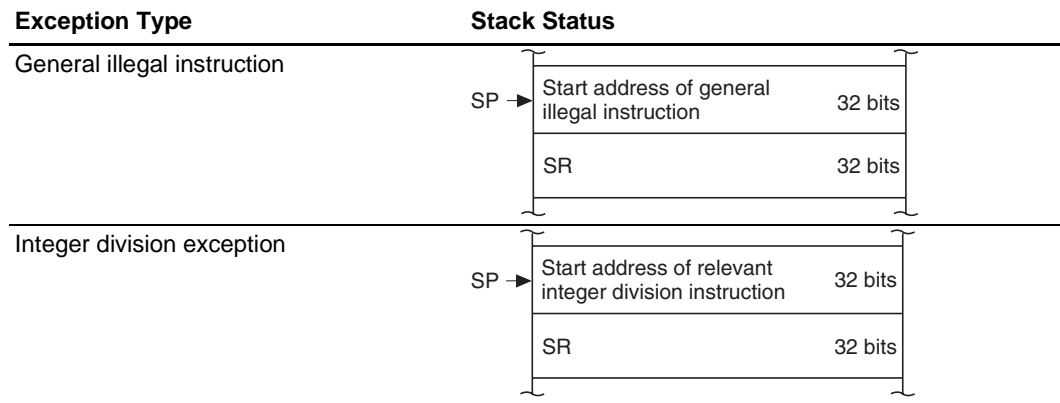 Exception Type Stack Status
General illegal instruction
SP
Start address of general
illegal instruction
32 bits
SR 32 bits
Integer division exception
SP
Start address of relevant
integer division instruction
32 bits
SR 32 bits